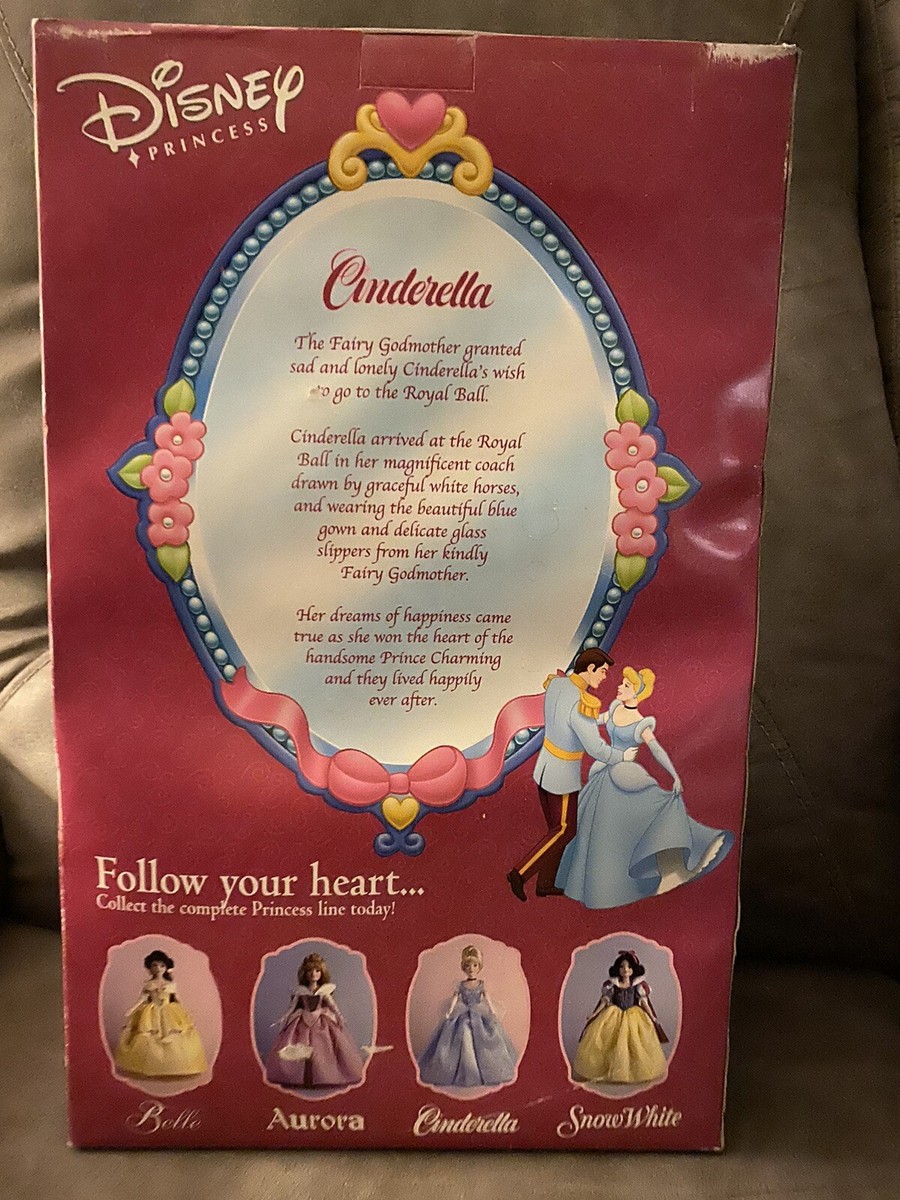 Disney
PRINCESS
Cinderella
The Fairy Godmother granted
sad and lonely Cinderella's wish
to go to the Royal Ball.
Cinderella arrived at the Royal
Ball in her magnificent coach
drawn by graceful white horses,
and wearing the beautiful blue
gown and delicate glass
slippers from her kindly
Fairy Godmother.
Her dreams of happiness came
true as she won the heart of the
handsome Prince Charming
and they lived happily
ever after.
Follow your heart...
Collect the complete Princess line today!
Belle Aurora Cinderella Snow White